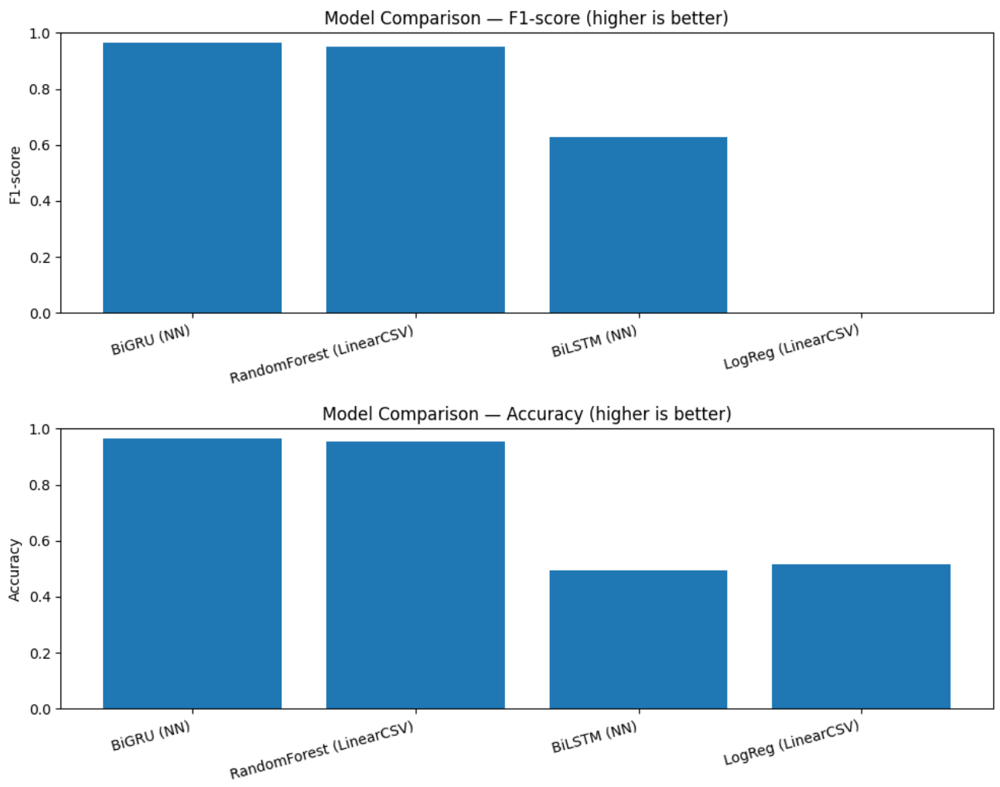 Model Comparison — F1-score (higher is better)
1.0
0.8
0.6
0.4
0.2
0.0
F1-score
BiGRU (NN)
RandomForest (LinearCSV)
BiLSTM (NN)
LogReg (LinearCSV)
Model Comparison — Accuracy (higher is better)
1.0
0.8
0.6
0.4
0.2
0.0
Accuracy
BiGRU (NN)
RandomForest (LinearCSV)
BiLSTM (NN)
LogReg (LinearCSV)